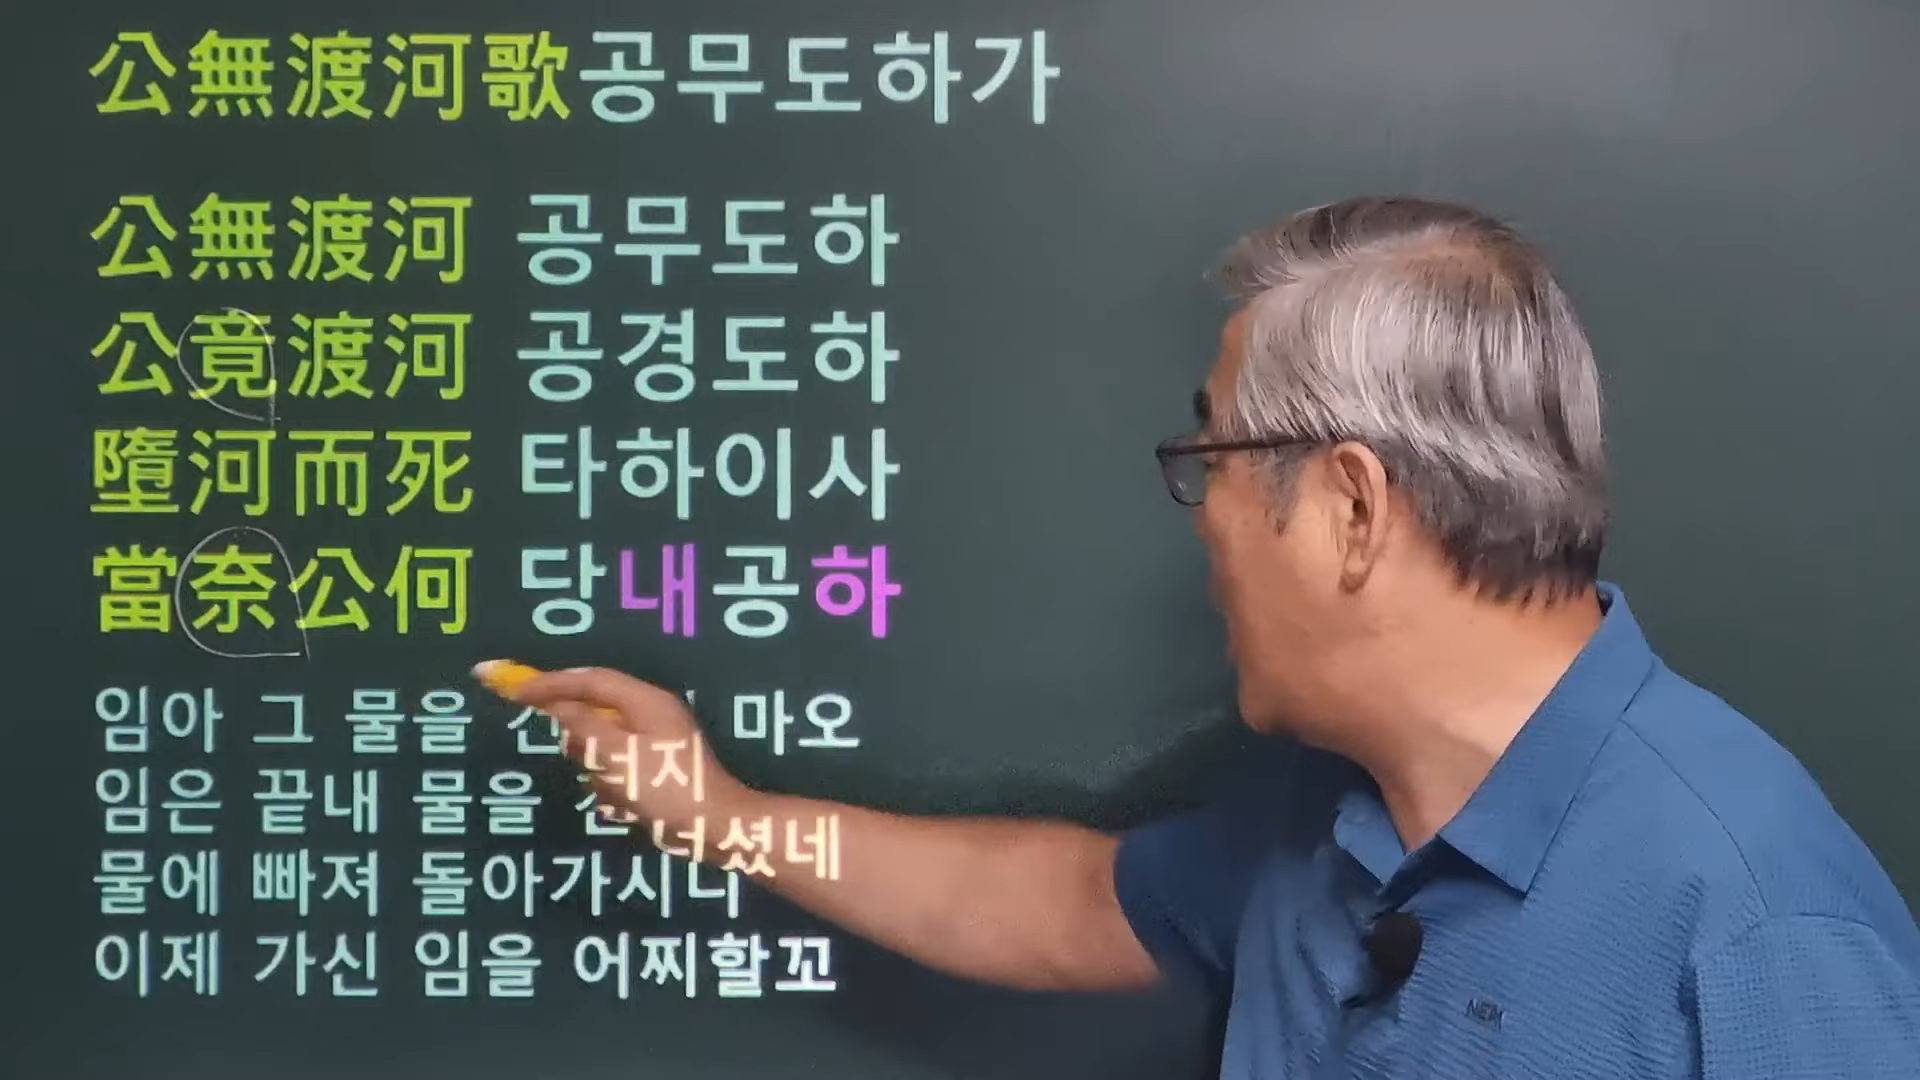 公無渡河歌공무도하가
公無渡河 공무도하
公竟渡河 공경도하
墮河而死 타하이사
當奈公何 당내공하
임아 그 물을 건너지 마오
임은 끝내 물을 건너셨네
물에 빠져 돌아가시니
이제 가신 임을 어찌할꼬